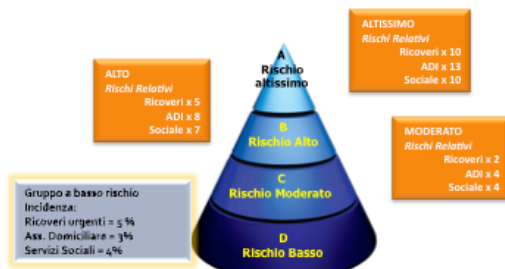 ALTISSIMO
Rischi Relativi
Ricoveri x 10
ADI x 13
Sociale x 10
ALTO
Rischi Relativi
Ricoveri x 5
ADI x 8
Sociale x 7
A
Rischio
altissimo
B
Rischio Alto
MODERATO
Rischi Relativi
Ricoveri x 2
ADI x 4
Sociale x 4
C
Rischio Moderato
Gruppo a basso rischio
Incidenza:
Ricoveri urgenti = 5 %
Ass. Domiciliare = 3%
Servizi Sociali = 4%
D
Rischio Basso